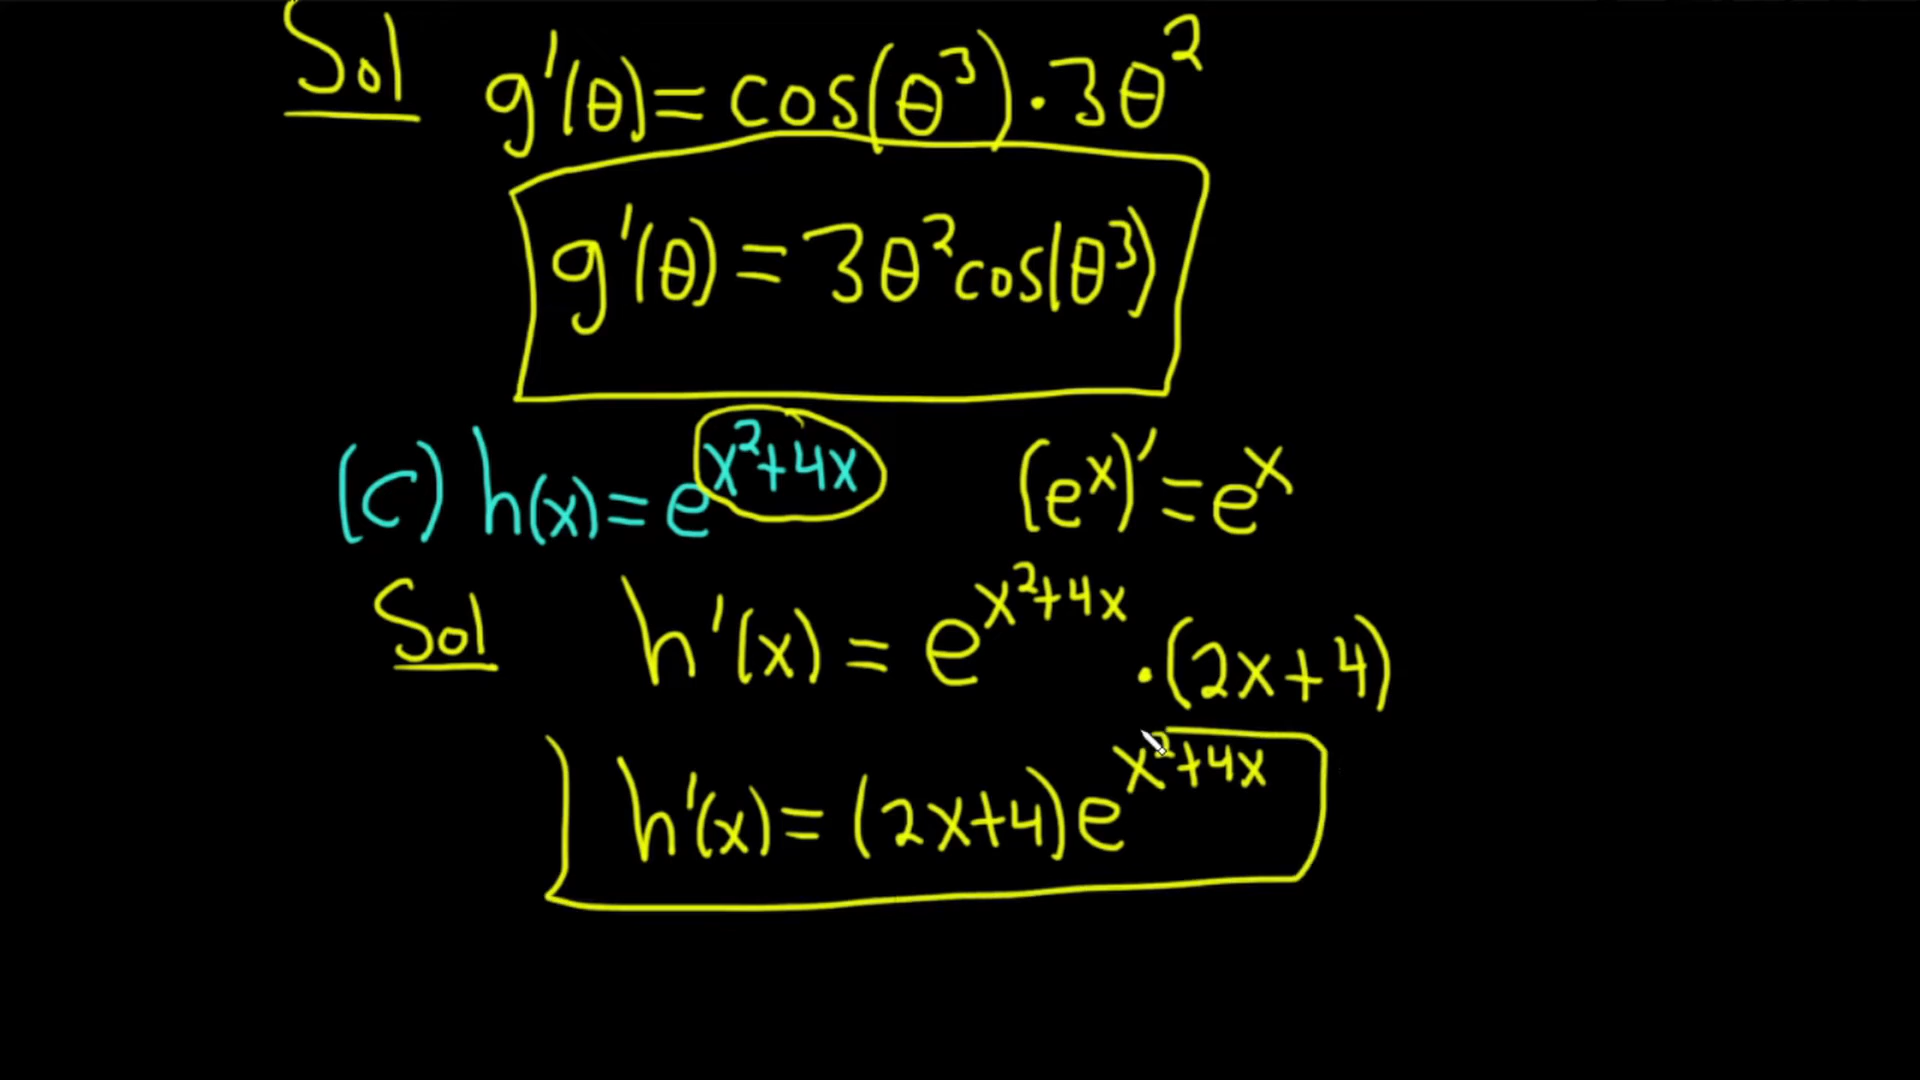 Sol g'(θ) = cos(θ³) · 3θ²
g'(θ) = 3θ²cos(θ³)
(c) h(x) = e^(x²+4x) (e^x)' = e^x
Sol h'(x) = e^(x²+4x) · (2x+4)
h'(x) = (2x+4)e^(x²+4x)